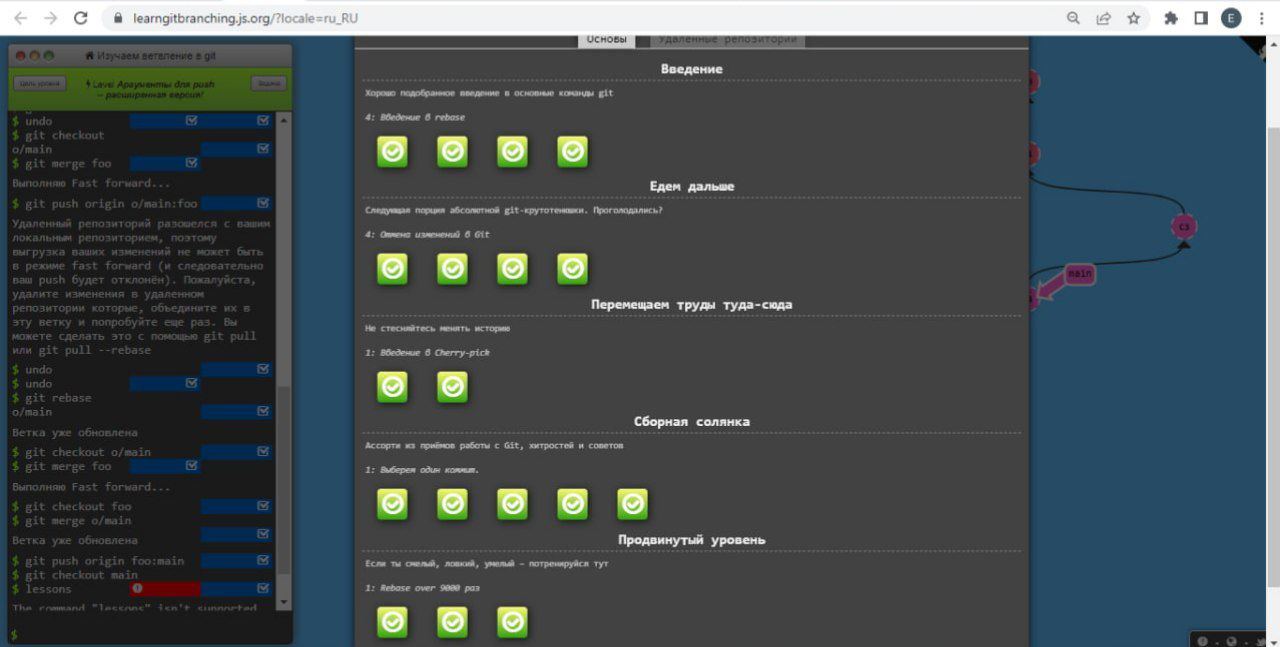 learngitbranching.js.org/?locale=ru_RU
E
Изучаем ветвление в git
Цель уровня
Level Аргументы для push
– расширенная версия!
Задачи
$ undo
$ git checkout
o/main
$ git merge foo
Выполняю Fast forward...
$ git push origin o/main:foo
Удаленный репозиторий разошелся с вашим
локальным репозиторием, поэтому
выгрузка ваших изменений не может быть
в режиме fast forward (и следовательно
ваш push будет отклонён). Пожалуйста,
удалите изменения в удаленном
репозитории которые, объедините их в
эту ветку и попробуйте еще раз. Вы
можете сделать это с помощью git pull
или git pull --rebase
$ undo
$ undo
$ git rebase
o/main
Ветка уже обновлена
$ git checkout o/main
$ git merge foo
Выполняю Fast forward...
$ git checkout foo
$ git merge o/main
Ветка уже обновлена
$ git push origin foo:main
$ git checkout main
$ lessons
The command "lessons" isn't supported
$
Основы
Удаленные репозитории
Введение
Хорошо подобранное введение в основные команды git
4: Введение в rebase
Едем дальше
Следующая порция абсолютной git-крутотенюшки. Проголодались?
4: Отмена изменений в Git
Перемещаем труды туда-сюда
Не стесняйтесь менять историю
1: Введение в Cherry-pick
Сборная солянка
Ассорти из приёмов работы с Git, хитростей и советов
1: Выберем один коммит.
Продвинутый уровень
Если ты смелый, ловкий, умелый – потренируйся тут
1: Rebase over 9000 раз
c3
main